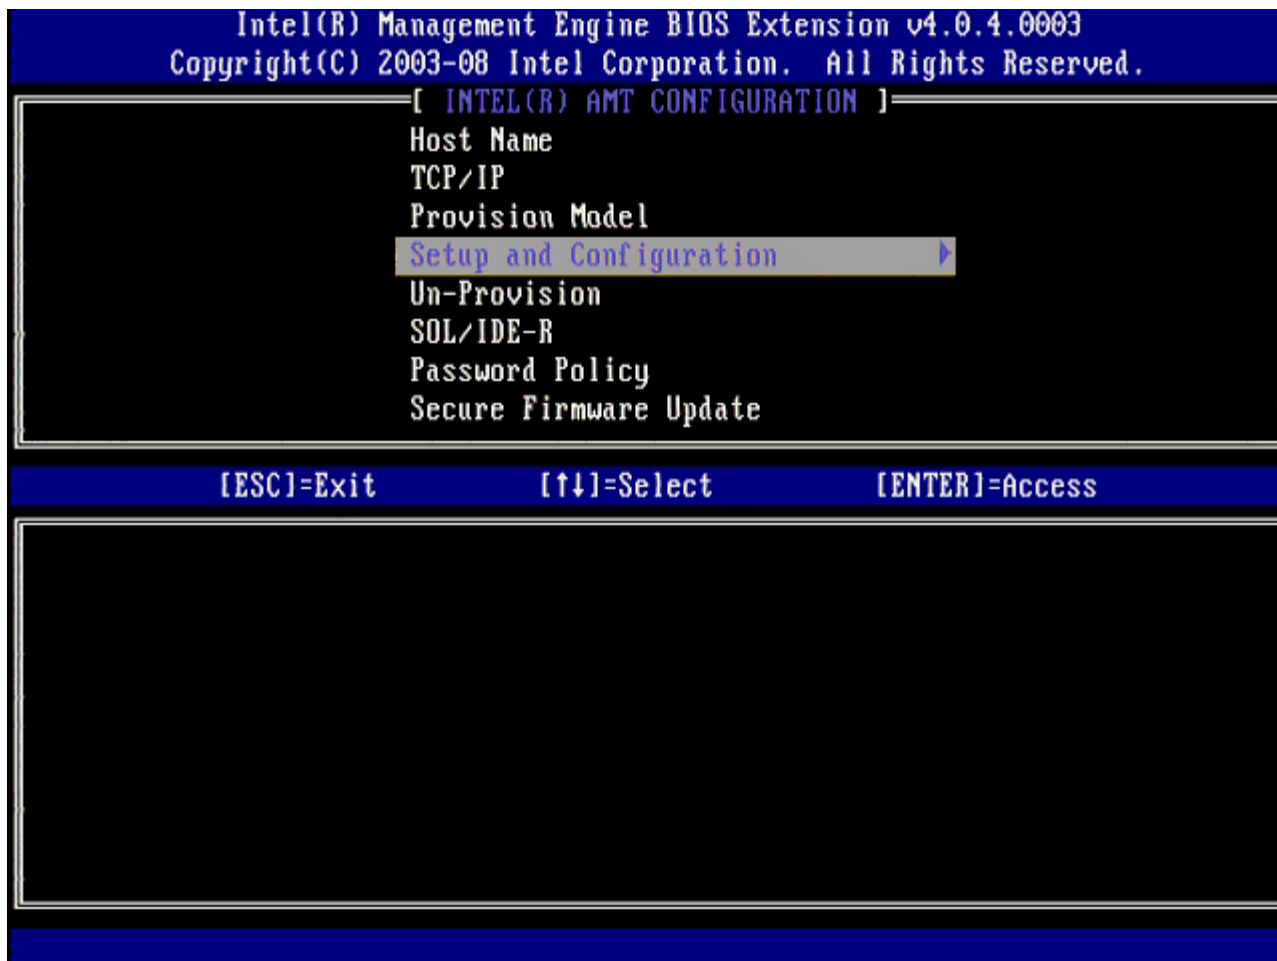 Intel(R) Management Engine BIOS Extension v4.0.4.0003
Copyright(C) 2003-08 Intel Corporation. All Rights Reserved.
[ INTEL(R) AMT CONFIGURATION ]
Host Name
TCP/IP
Provision Model
Setup and Configuration
Un-Provision
SOL/IDE-R
Password Policy
Secure Firmware Update
[ESC]=Exit [↑↓]=Select [ENTER]=Access